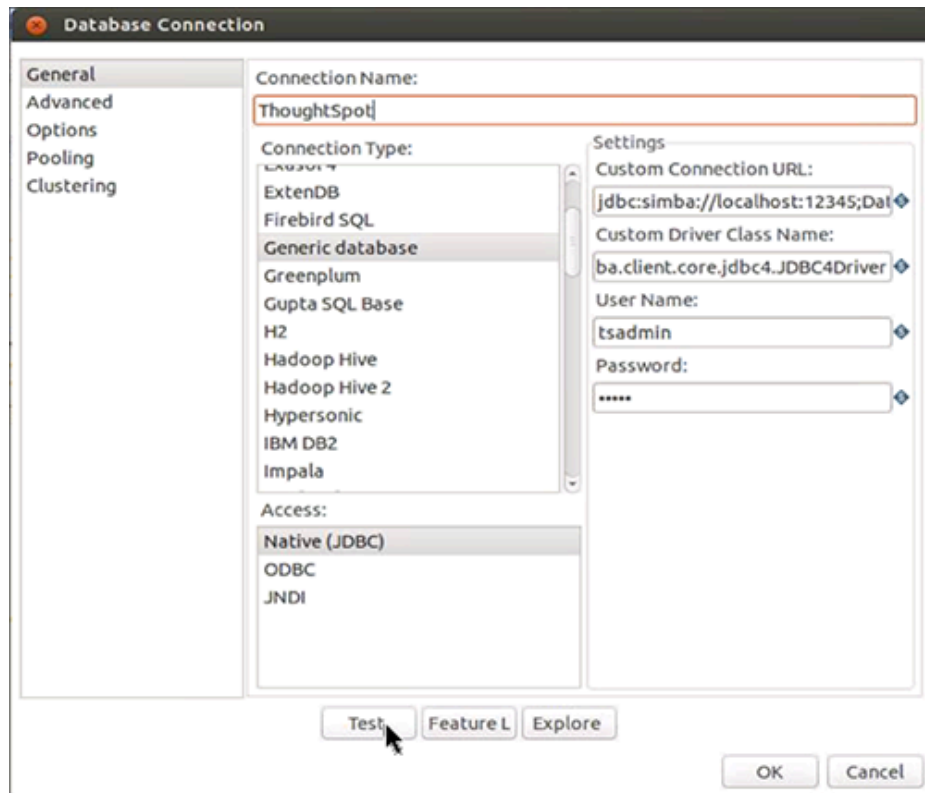 Database Connection
General
Advanced
Options
Pooling
Clustering
Connection Name:
ThoughtSpot
Connection Type:
ExtenDB
Firebird SQL
Generic database
Greenplum
Gupta SQL Base
H2
Hadoop Hive
Hadoop Hive 2
Hypersonic
IBM DB2
Impala
Access:
Native (JDBC)
ODBC
JNDI
Settings
Custom Connection URL:
jdbc:simba://localhost:12345;Dat
Custom Driver Class Name:
ba.client.core.jdbc4.JDBC4Driver
User Name:
tsadmin
Password:
•••••
Test
Feature L
Explore
OK
Cancel